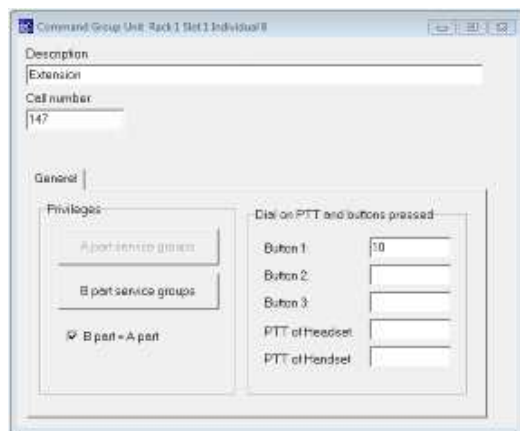 Command Group Unit: Rack 1 Slot 1 Individual 8
Description
Extension
Call number
147
General
Privileges
A part service groups
B part service groups
B part = A part
Dial on PTT and buttons pressed
Button 1: 10
Button 2:
Button 3:
PTT of Headset
PTT of Handset